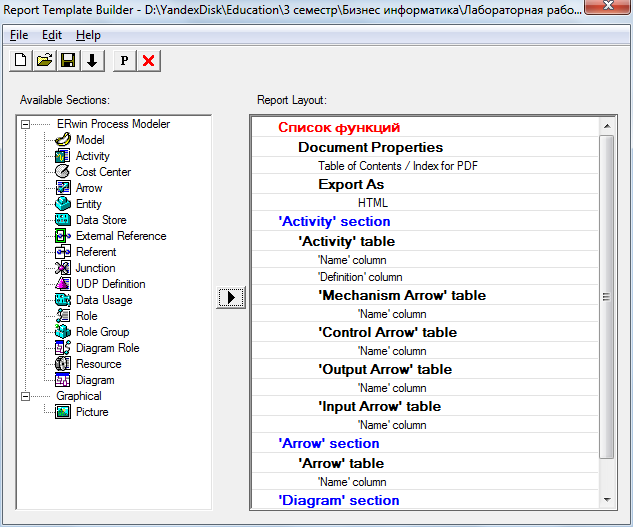 Report Template Builder - D:\YandexDisk\Education\3 семестр\Бизнес информатика\Лабораторная рабо...
File Edit Help
P
Available Sections:
ERwin Process Modeler
Model
Activity
Cost Center
Arrow
Entity
Data Store
External Reference
Referent
Junction
UDP Definition
Data Usage
Role
Role Group
Diagram Role
Resource
Diagram
Graphical
Picture
Report Layout:
Список функций
Document Properties
Table of Contents / Index for PDF
Export As
HTML
'Activity' section
'Activity' table
'Name' column
'Definition' column
'Mechanism Arrow' table
'Name' column
'Control Arrow' table
'Name' column
'Output Arrow' table
'Name' column
'Input Arrow' table
'Name' column
'Arrow' section
'Arrow' table
'Name' column
'Diagram' section